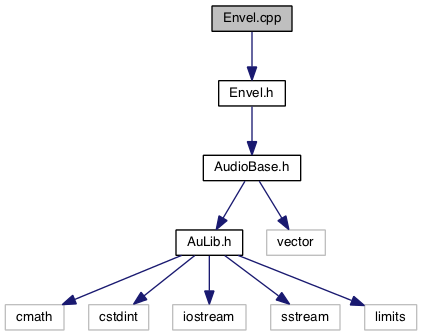 Envel.cpp
Envel.h
AudioBase.h
AuLib.h
vector
cmath
cstdint
iostream
sstream
limits